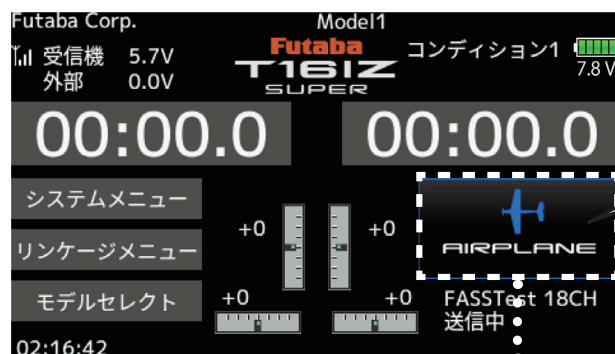 Futaba Corp.
Model1
受信機 5.7V
外部 0.0V
Futaba
T16IZ
SUPER
コンディション1
7.8 V
00:00.0
00:00.0
システムメニュー
リンケージメニュー
モデルセレクト
+0
+0
+0
+0
AIRPLANE
FASSTest 18CH
送信中
02:16:42